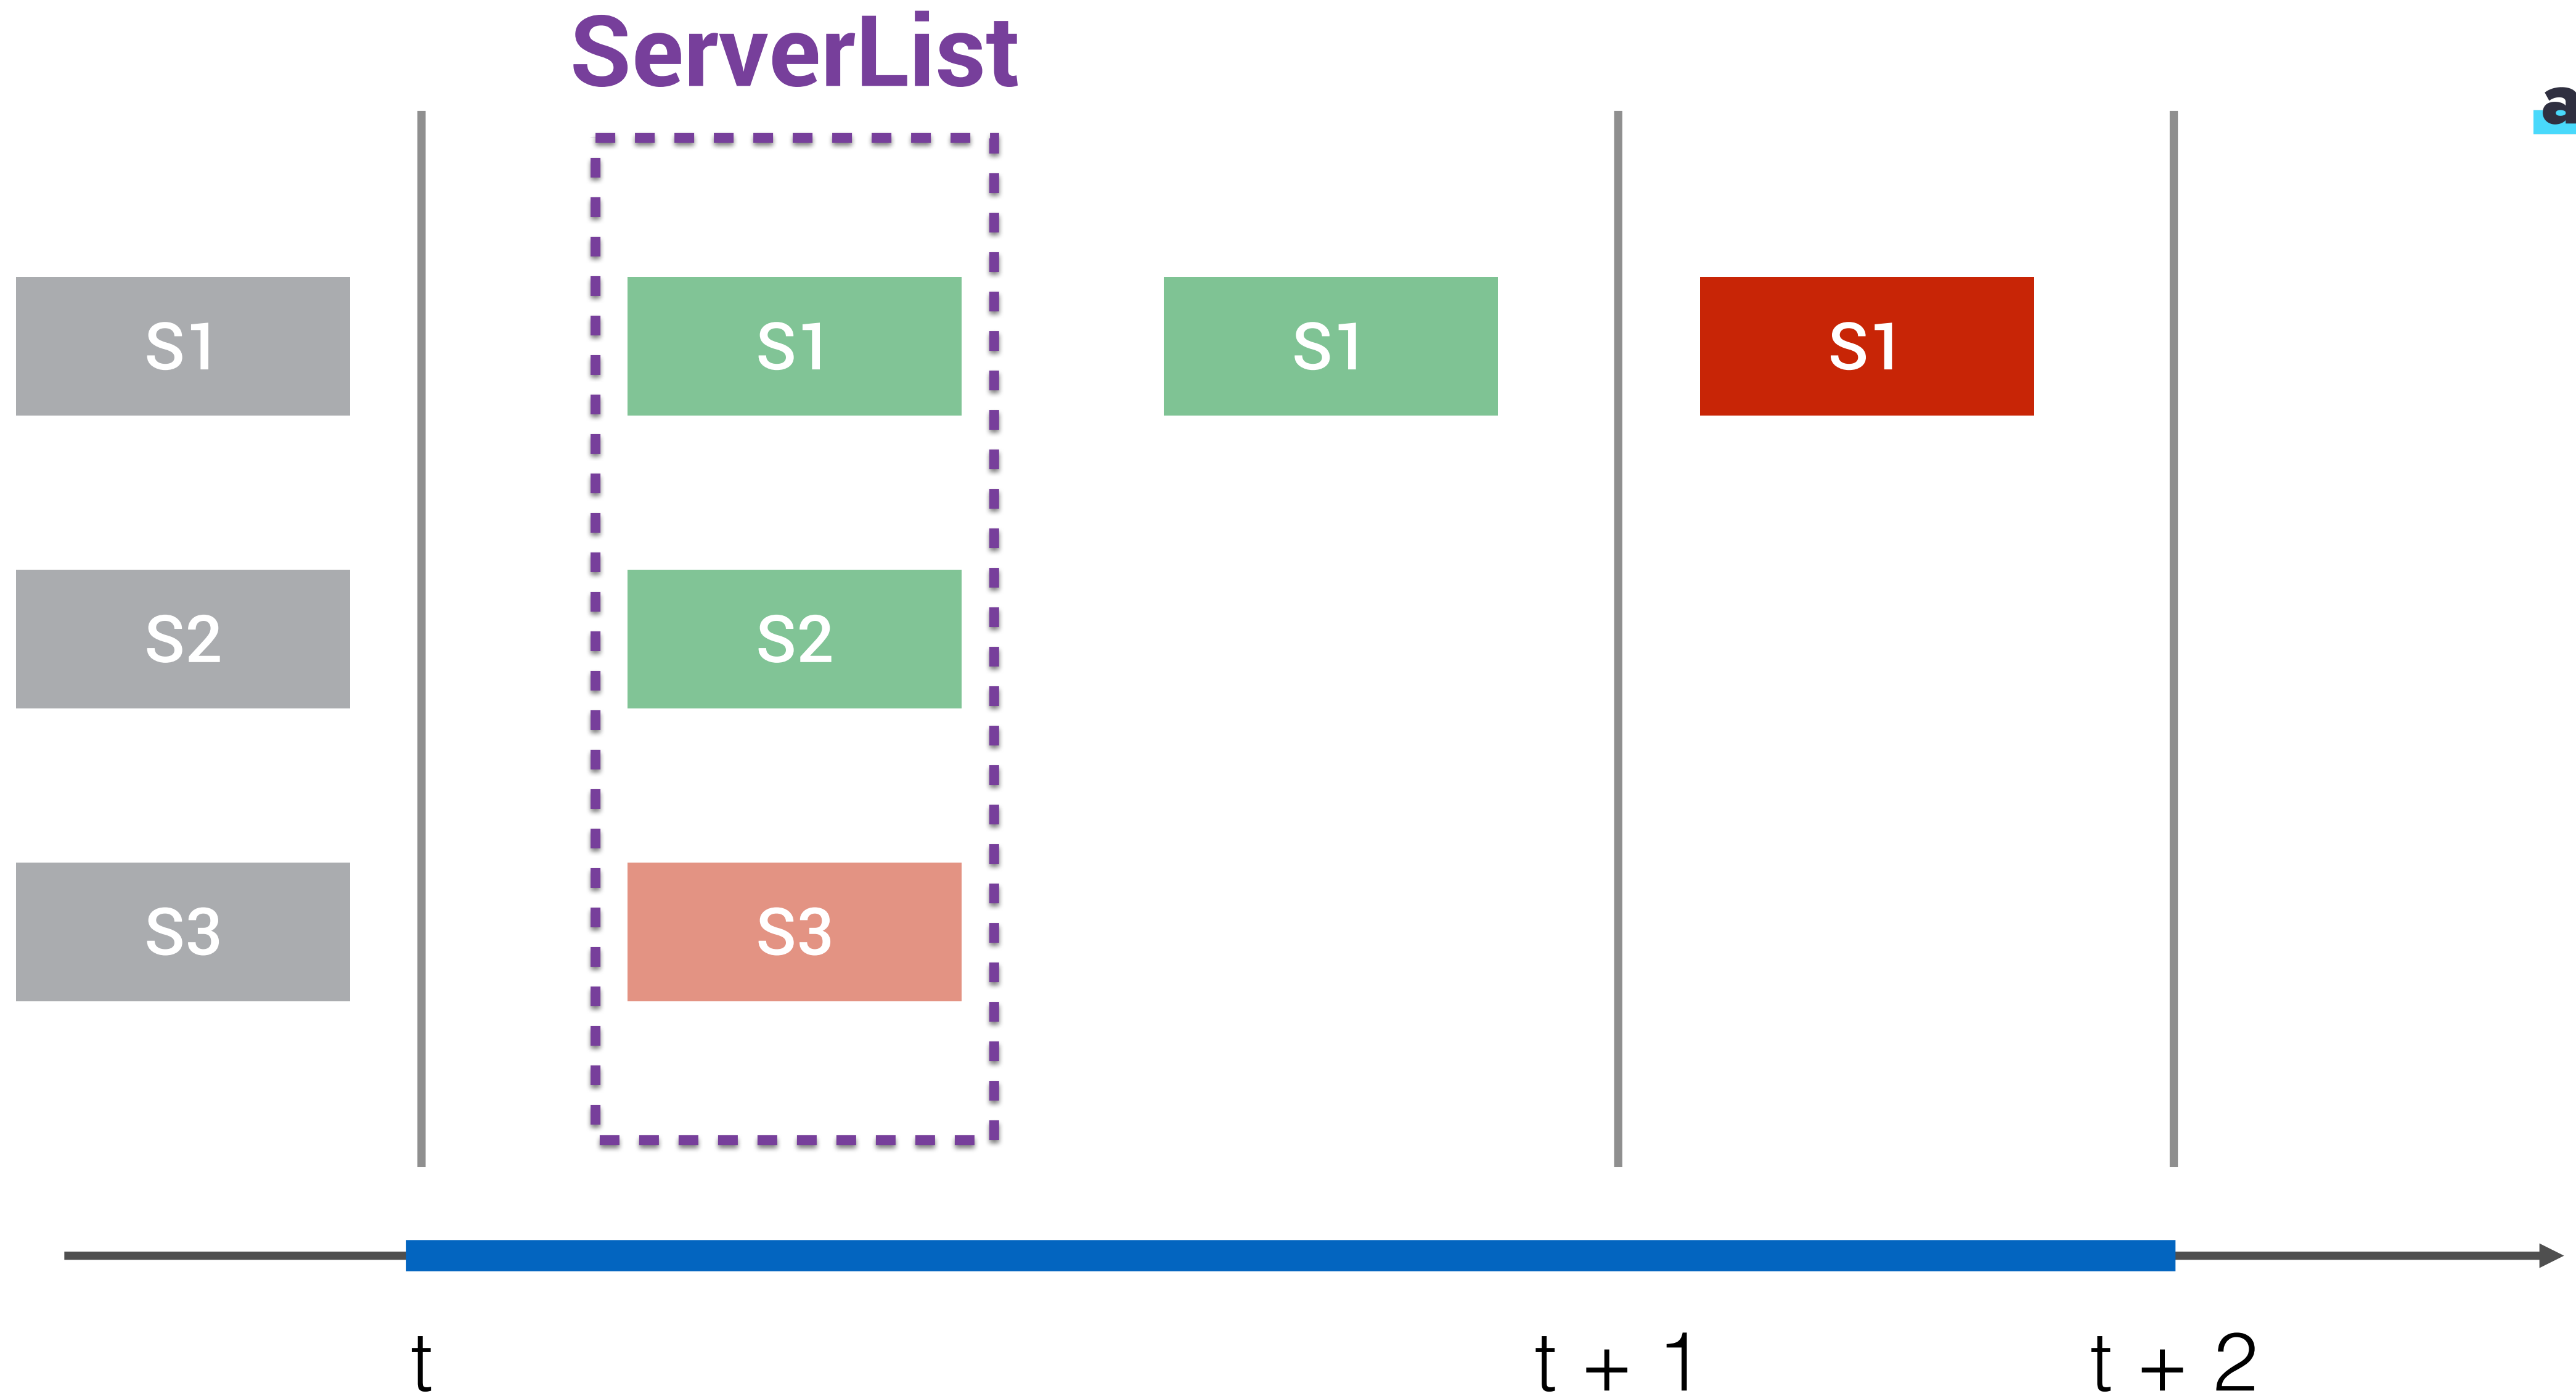 ServerList
a
S1 S1 S1 S1
S2 S2
S3 S3
t t + 1 t + 2